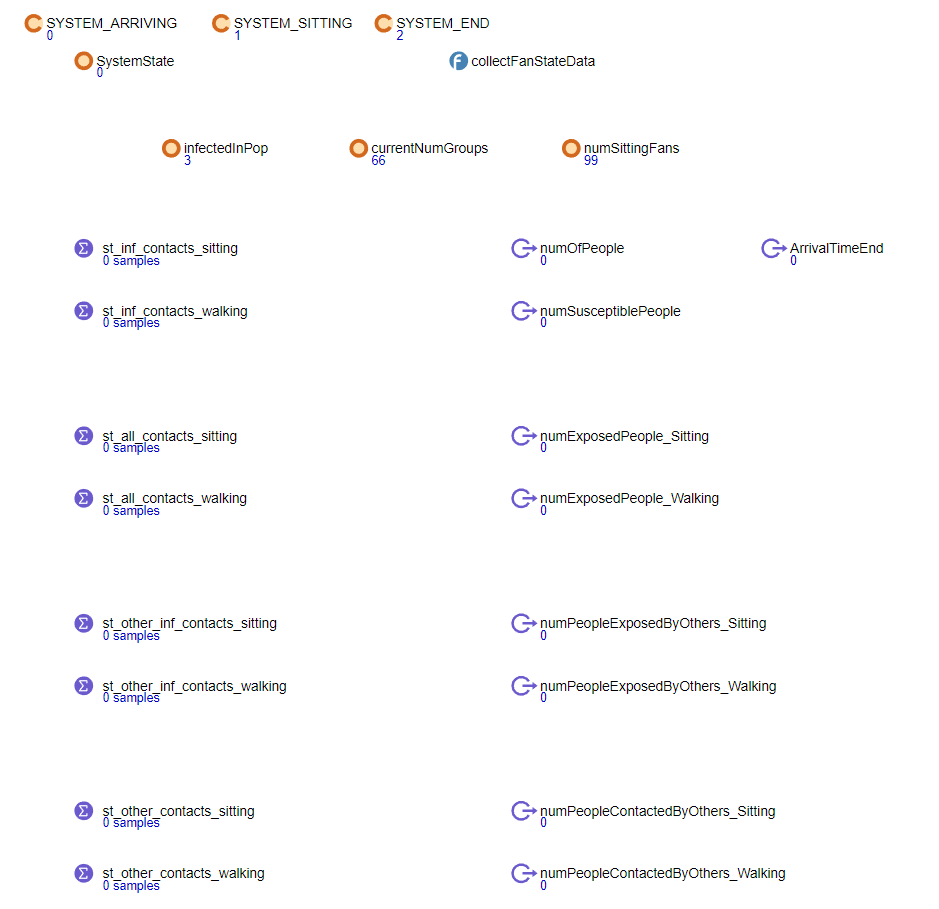 SYSTEM_ARRIVING SYSTEM_SITTING SYSTEM_END
0 1 2
SystemState collectFanStateData
0
infectedInPop currentNumGroups numSittingFans
3 66 99
st_inf_contacts_sitting numOfPeople ArrivalTimeEnd
0 samples 0 0
st_inf_contacts_walking numSusceptiblePeople
0 samples 0
st_all_contacts_sitting numExposedPeople_Sitting
0 samples 0
st_all_contacts_walking numExposedPeople_Walking
0 samples 0
st_other_inf_contacts_sitting numPeopleExposedByOthers_Sitting
0 samples 0
st_other_inf_contacts_walking numPeopleExposedByOthers_Walking
0 samples 0
st_other_contacts_sitting numPeopleContactedByOthers_Sitting
0 samples 0
st_other_contacts_walking numPeopleContactedByOthers_Walking
0 samples 0